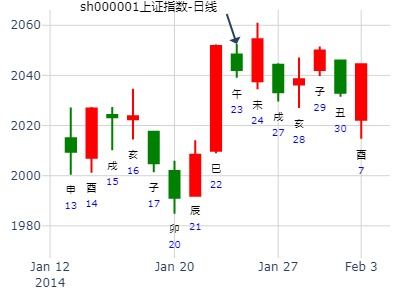 sh000001上证指数-日线
2060
2040
2020
2000
1980
申
13
酉
14
戌
15
亥
16
子
17
卯
20
辰
21
巳
22
午
23
未
24
戌
27
亥
28
子
29
丑
30
酉
7
Jan 12
2014
Jan 20
Jan 27
Feb 3